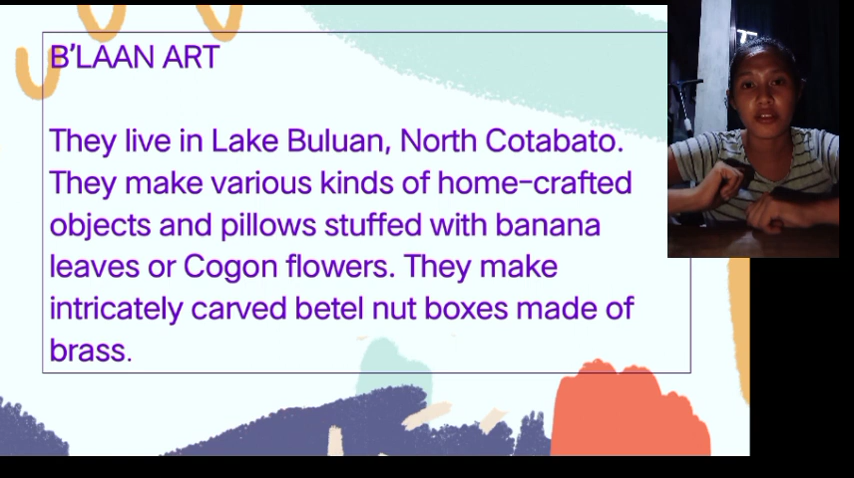 B'LAAN ART
They live in Lake Buluan, North Cotabato.
They make various kinds of home-crafted
objects and pillows stuffed with banana
leaves or Cogon flowers. They make
intricately carved betel nut boxes made of
brass.